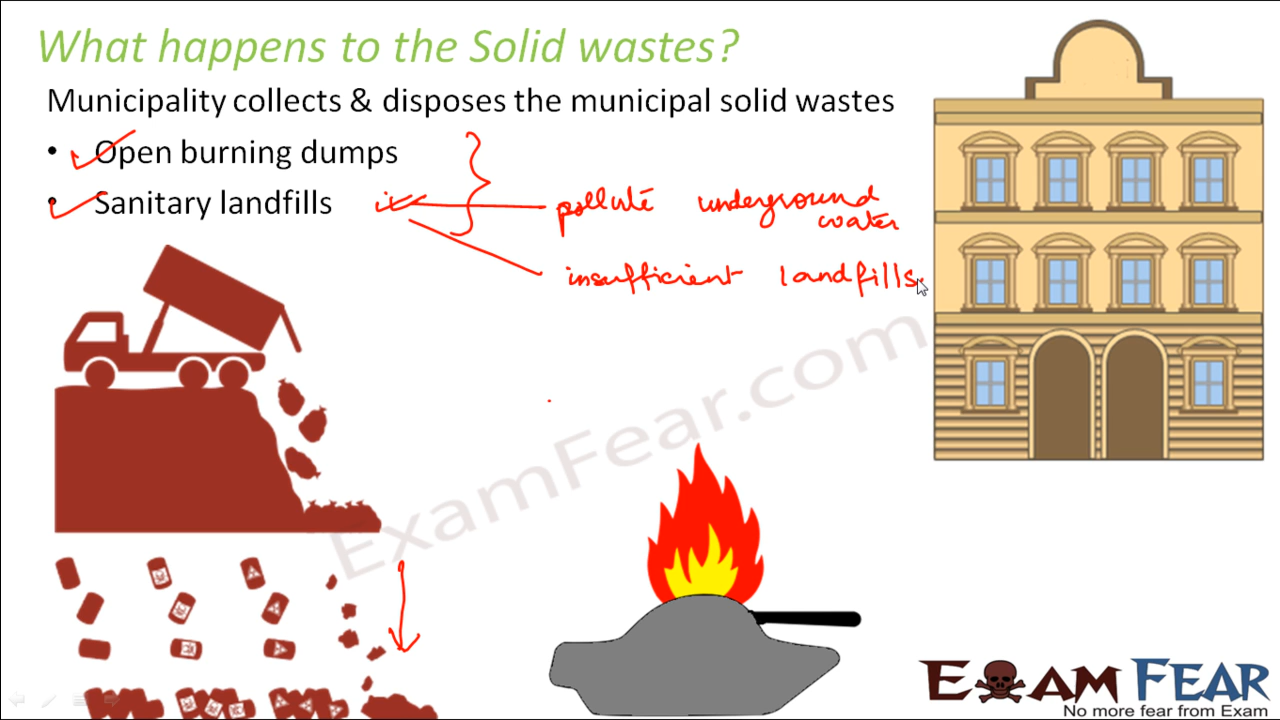 What happens to the Solid wastes?
Municipality collects & disposes the municipal solid wastes
• Open burning dumps
• Sanitary landfills
pollute underground
water
insufficient landfills
ExamFear.com
EXAM FEAR
No more fear from Exam